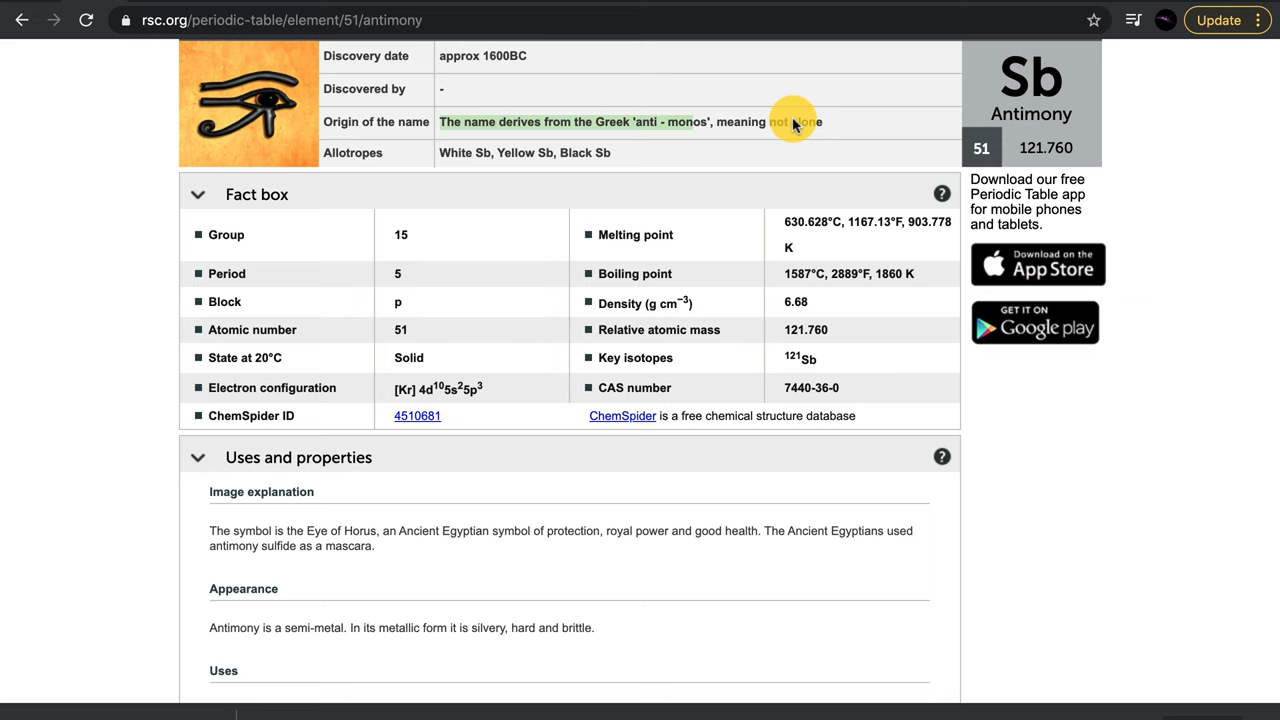 rsc.org/periodic-table/element/51/antimony
Update
Discovery date approx 1600BC
Discovered by -
Origin of the name The name derives from the Greek 'anti - monos', meaning not alone
Allotropes White Sb, Yellow Sb, Black Sb
Sb
Antimony
51 121.760
Download our free
Periodic Table app
for mobile phones
and tablets.
Download on the
App Store
GET IT ON
Google play
Fact box ?
Group 15 Melting point 630.628°C, 1167.13°F, 903.778
K
Period 5 Boiling point 1587°C, 2889°F, 1860 K
Block p Density (g cm⁻³) 6.68
Atomic number 51 Relative atomic mass 121.760
State at 20°C Solid Key isotopes ¹²¹Sb
Electron configuration [Kr] 4d¹⁰5s²5p³ CAS number 7440-36-0
ChemSpider ID 4510681 ChemSpider is a free chemical structure database
Uses and properties ?
Image explanation
The symbol is the Eye of Horus, an Ancient Egyptian symbol of protection, royal power and good health. The Ancient Egyptians used
antimony sulfide as a mascara.
Appearance
Antimony is a semi-metal. In its metallic form it is silvery, hard and brittle.
Uses